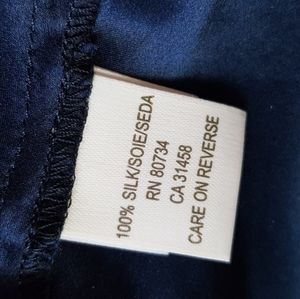 100% SILK/SOIE/SEDA
RN 80734
CA 31458
CARE ON REVERSE